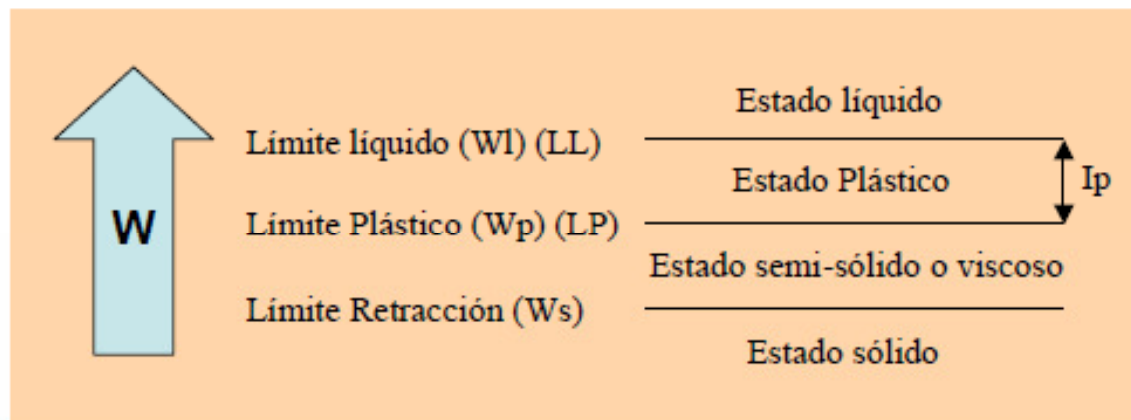 Estado líquido
Límite líquido (Wl) (LL)
Estado Plástico
Ip
W
Límite Plástico (Wp) (LP)
Estado semi-sólido o viscoso
Límite Retracción (Ws)
Estado sólido